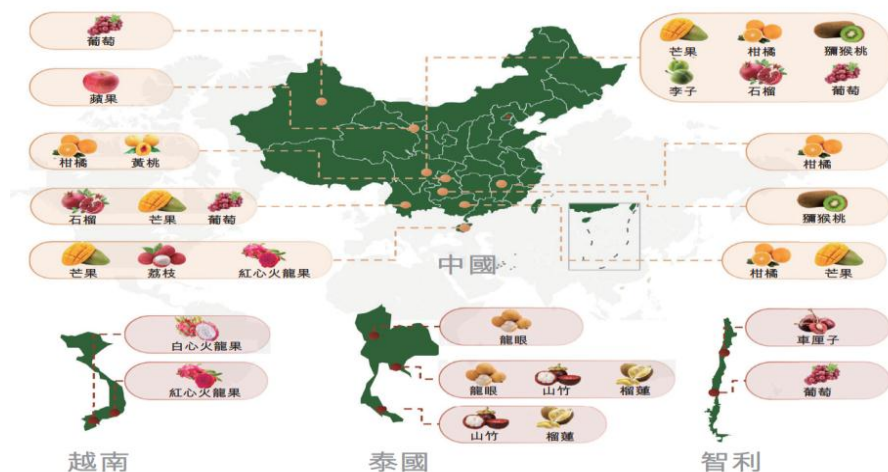 葡萄
蘋果
柑橘 黃桃
石榴 芒果 葡萄
芒果 荔枝 紅心火龍果
芒果 柑橘 獼猴桃
李子 石榴 葡萄
柑橘
獼猴桃
柑橘 芒果
中國
白心火龍果
紅心火龍果
越南
龍眼
龍眼 山竹 榴蓮
山竹 榴蓮
泰國
車厘子
葡萄
智利